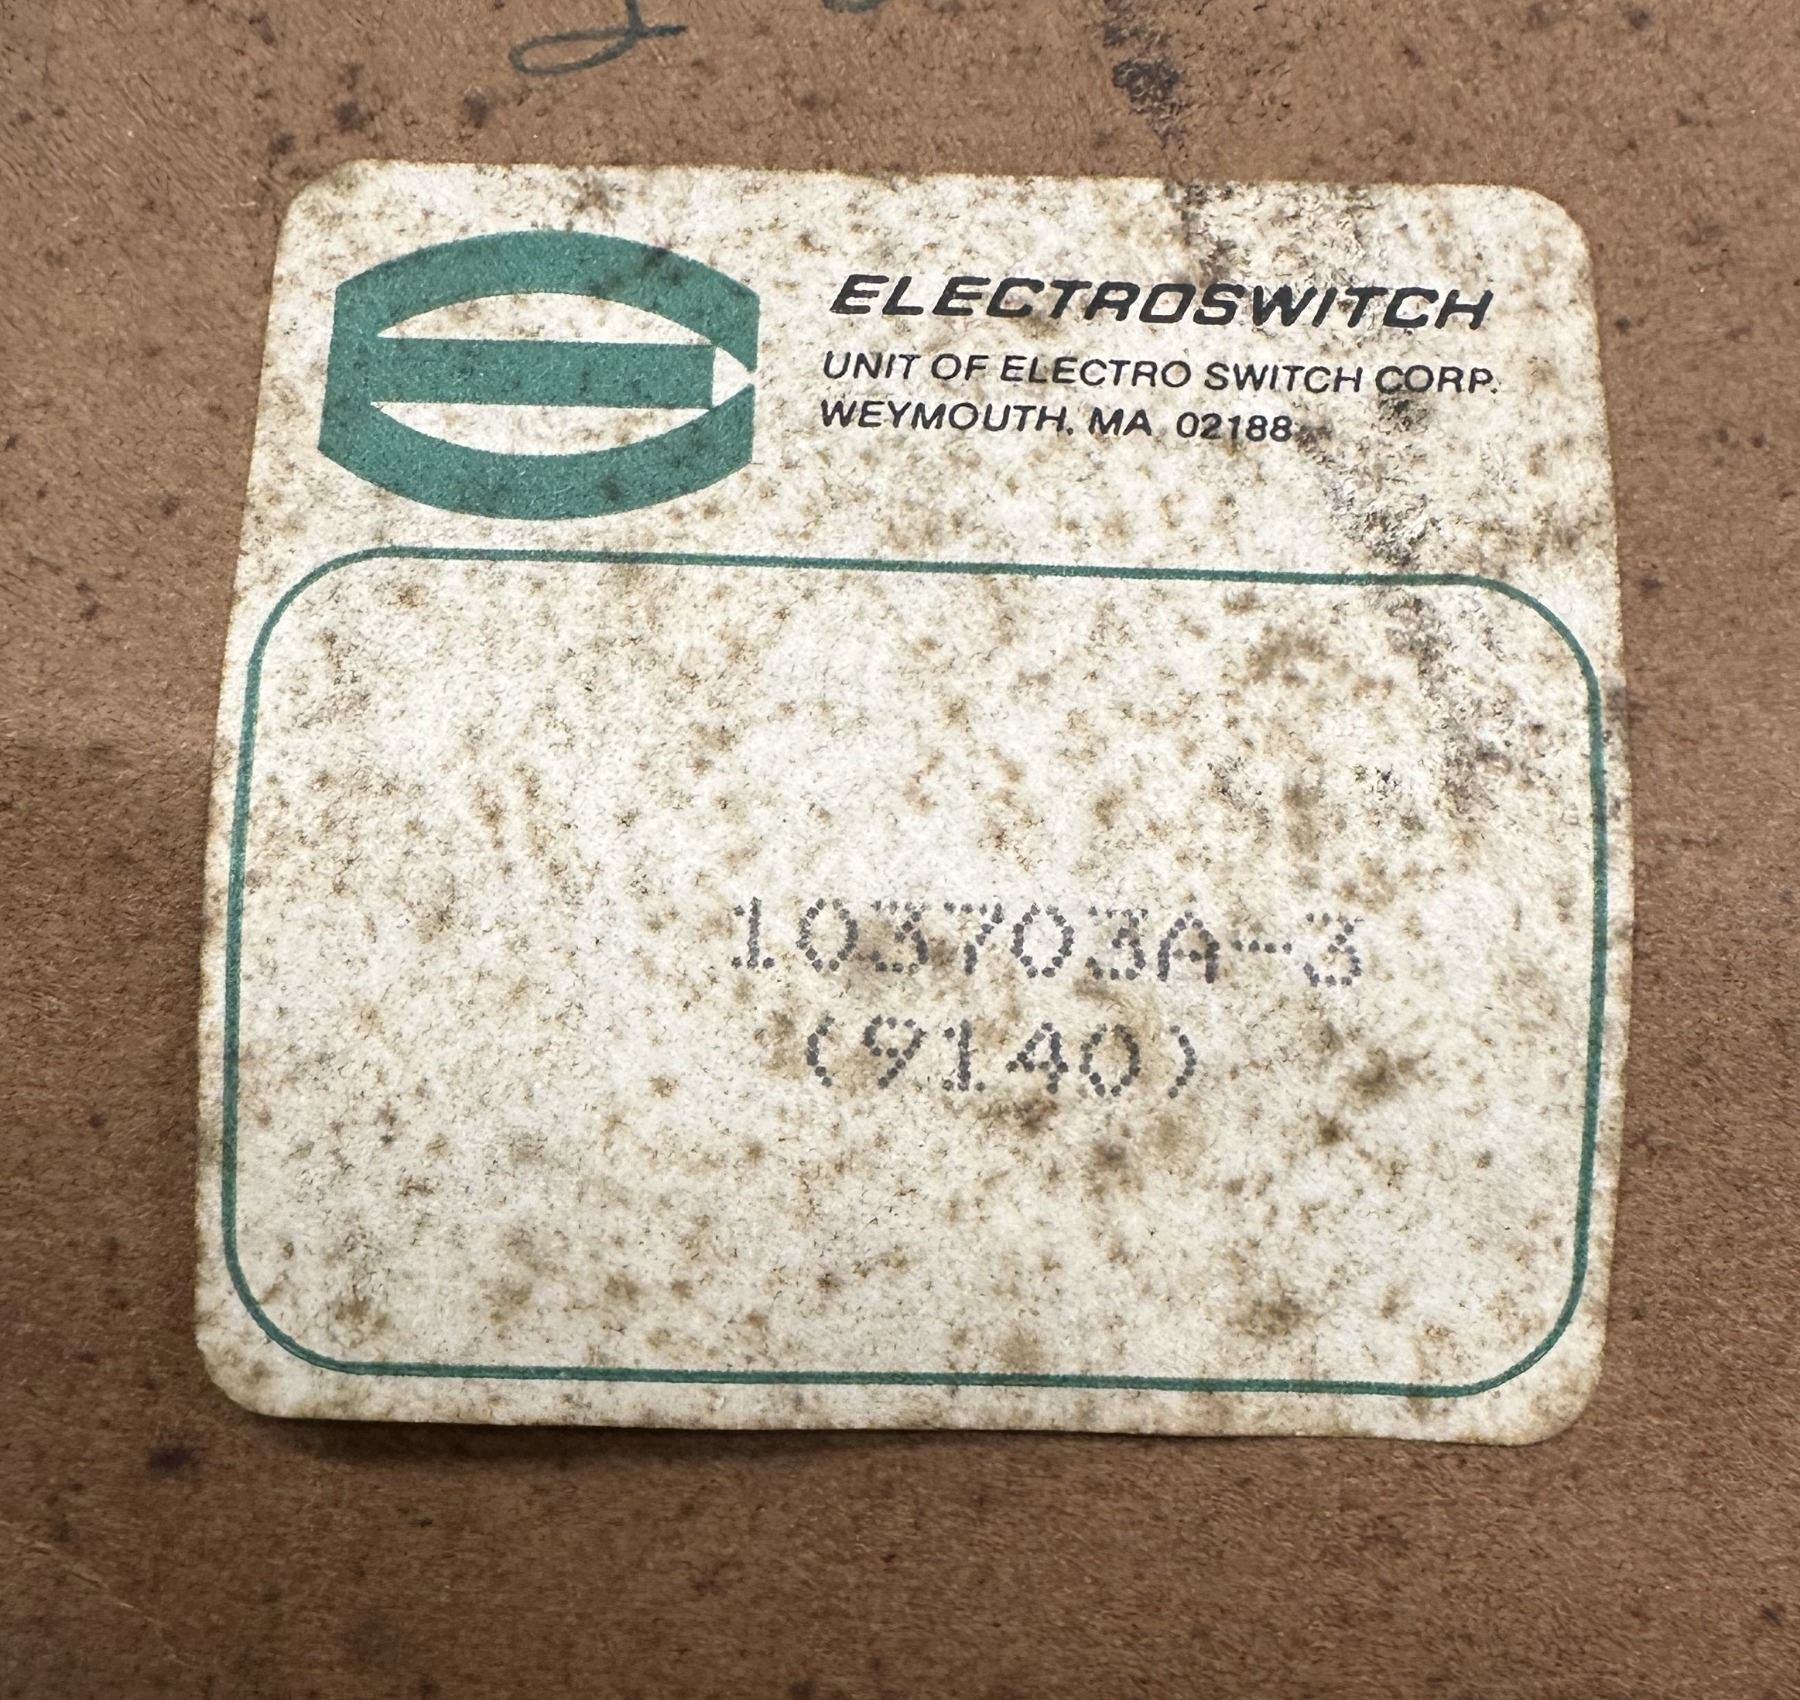 ELECTROSWITCH
UNIT OF ELECTRO SWITCH CORP.
WEYMOUTH, MA 02188
103703A-3
(9140)